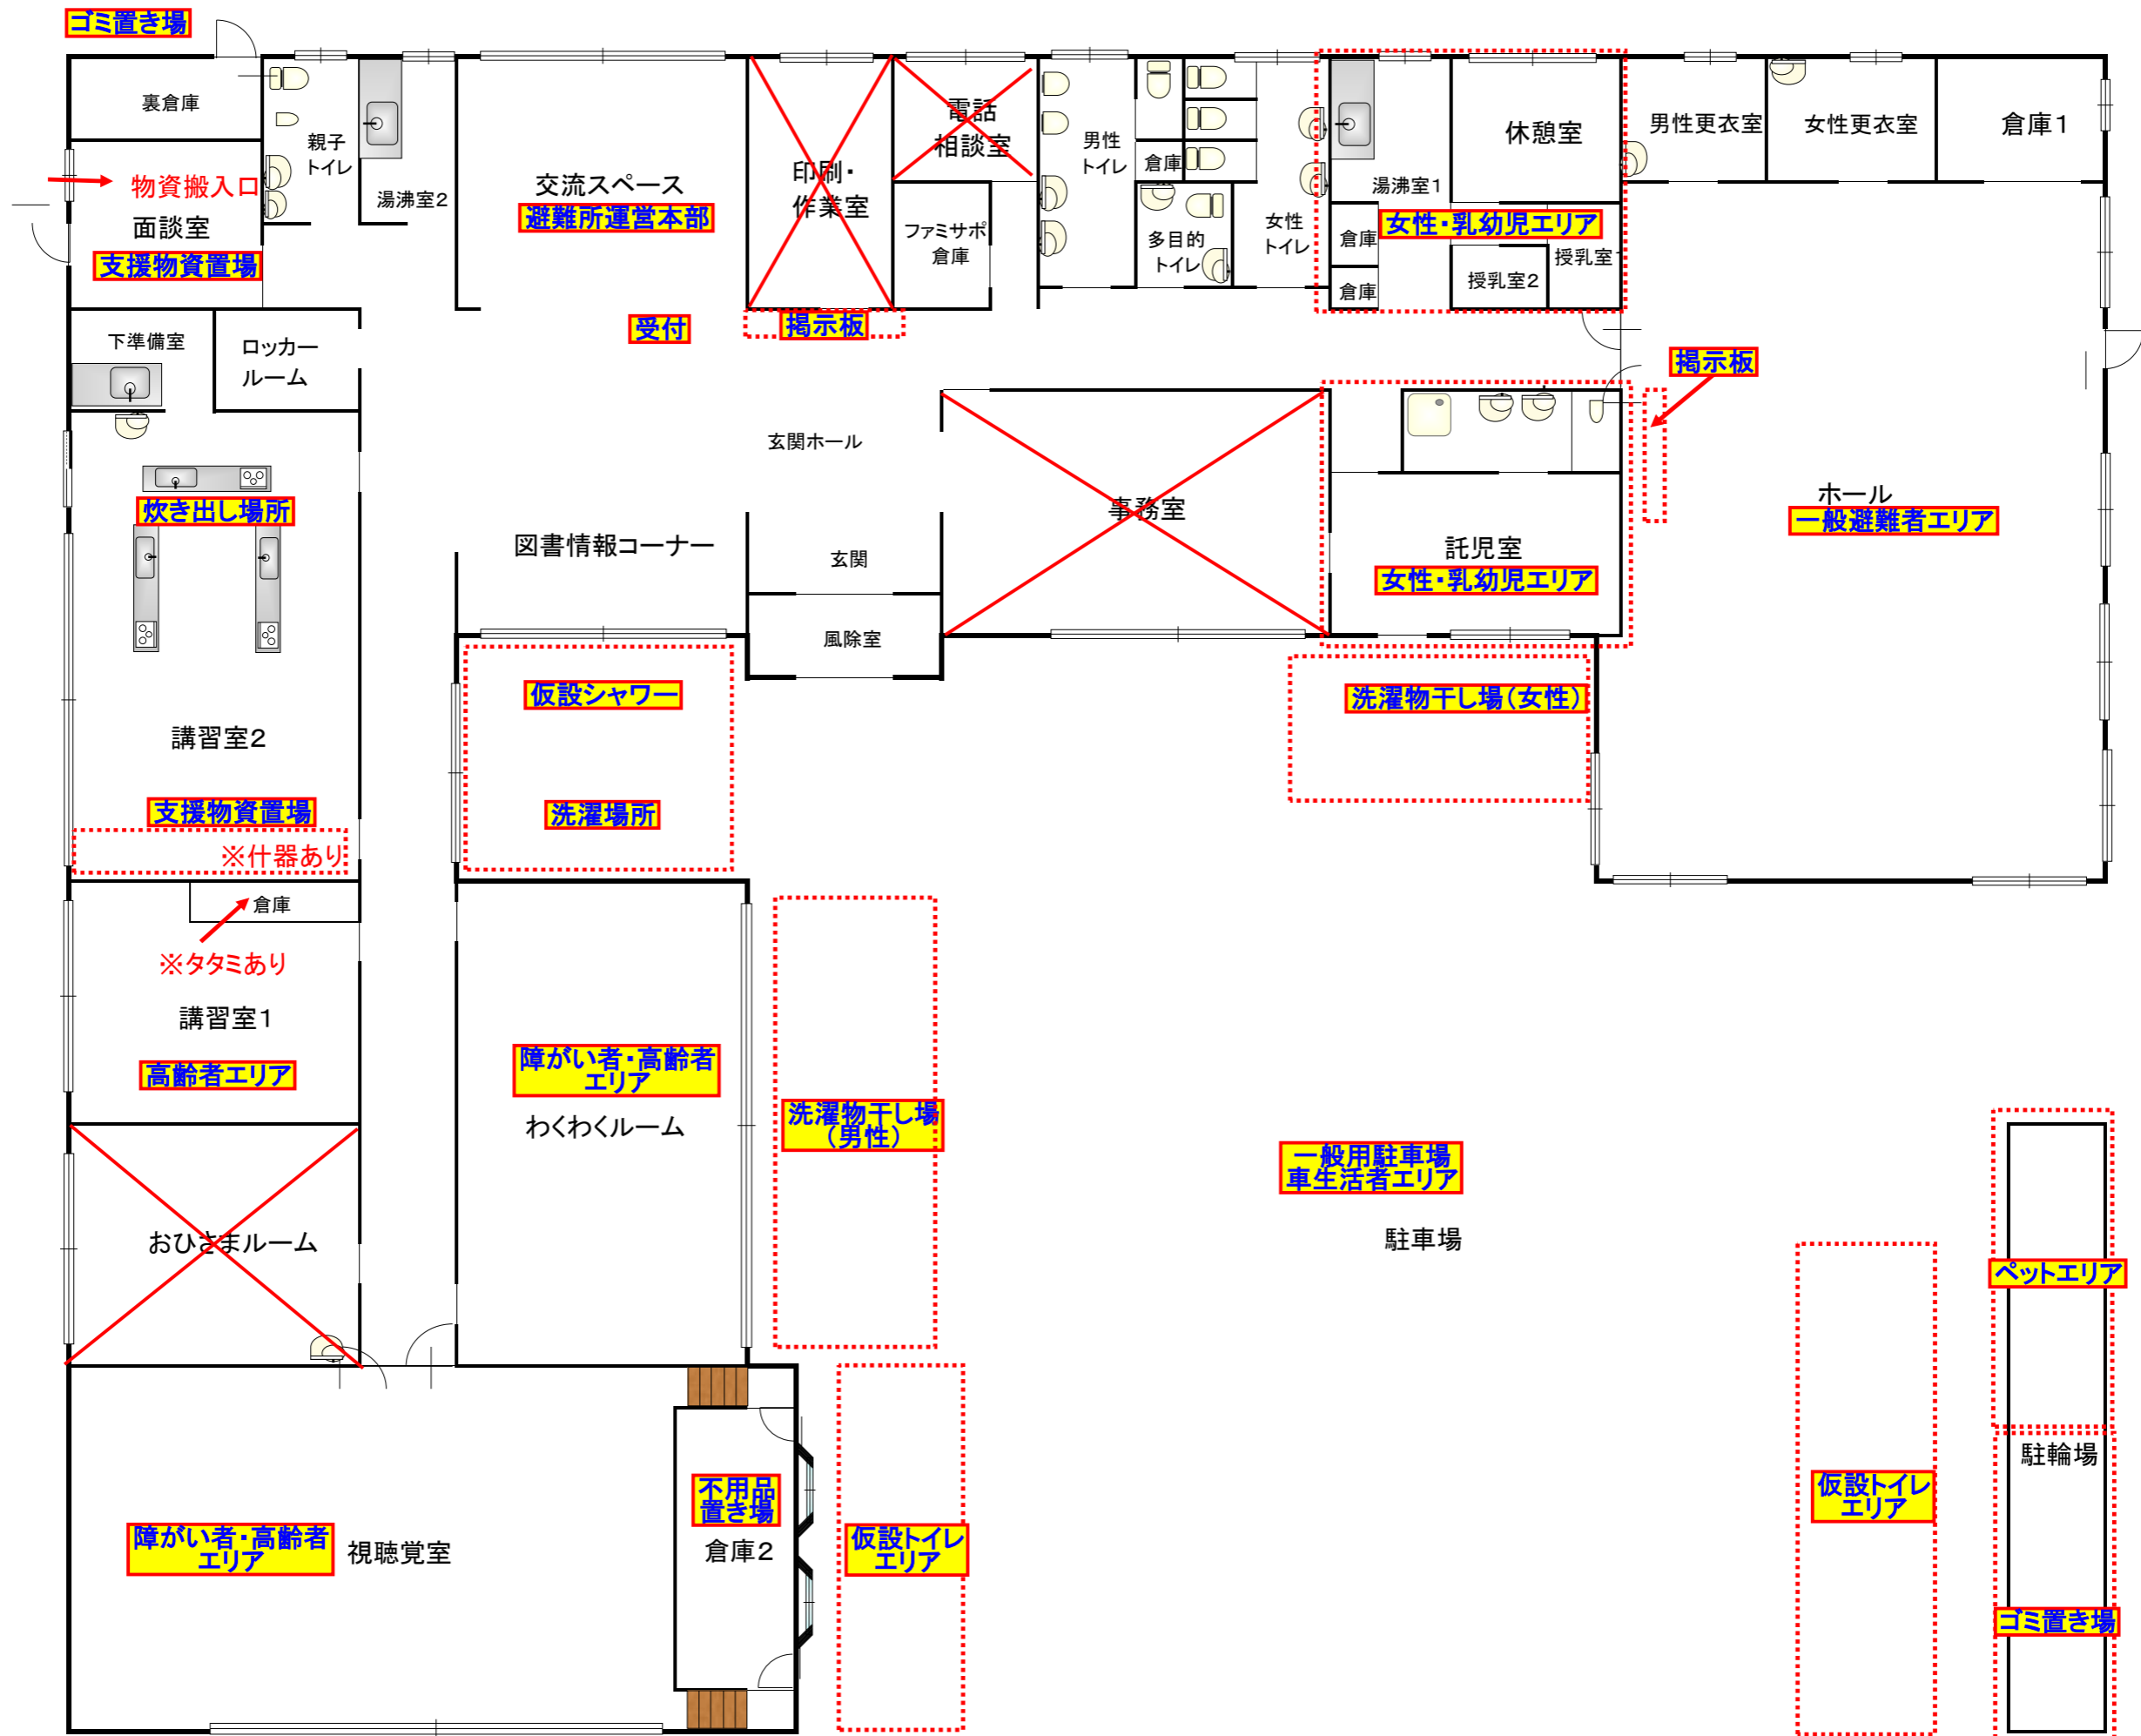 ゴミ置き場
裏倉庫
親子
トイレ
湯沸室2
物資搬入口
面談室
支援物資置場
交流スペース
避難所運営本部
受付
印刷・
作業室
掲示板
電話
相談室
ファミサポ
倉庫
男性
トイレ
倉庫
多目的
トイレ
女性
トイレ
湯沸室1
休憩室
女性・乳幼児エリア
倉庫
倉庫
授乳室2
授乳室1
男性更衣室
女性更衣室
倉庫1
下準備室
ロッカー
ルーム
掲示板
玄関ホール
炊き出し場所
図書情報コーナー
玄関
事務室
託児室
女性・乳幼児エリア
ホール
一般避難者エリア
風除室
仮設シャワー
洗濯物干し場(女性)
講習室2
支援物資置場
※什器あり
洗濯場所
倉庫
※タタミあり
講習室1
高齢者エリア
障がい者・高齢者
エリア
わくわくルーム
洗濯物干し場
(男性)
一般用駐車場
車生活者エリア
駐車場
おひさまルーム
ペットエリア
駐輪場
不用品
置き場
倉庫2
障がい者・高齢者
エリア
視聴覚室
仮設トイレ
エリア
仮設トイレ
エリア
ゴミ置き場